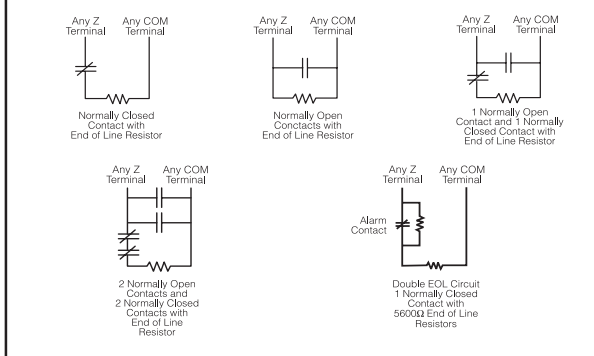 Any Z Terminal
Any COM Terminal
Normally Closed
Contact with
End of Line Resistor
Any Z Terminal
Any COM Terminal
Normally Open
Conctacts with
End of Line Resistor
Any Z Terminal
Any COM Terminal
1 Normally Open
Contact and 1 Normally
Closed Contact with
End of Line Resistor
Any Z Terminal
Any COM Terminal
2 Normally Open
Contacts and
2 Normally Closed
Contacts with
End of Line
Resistor
Any Z Terminal
Any COM Terminal
Alarm
Contact
Double EOL Circuit
1 Normally Closed
Contact with
5600Ω End of Line
Resistors